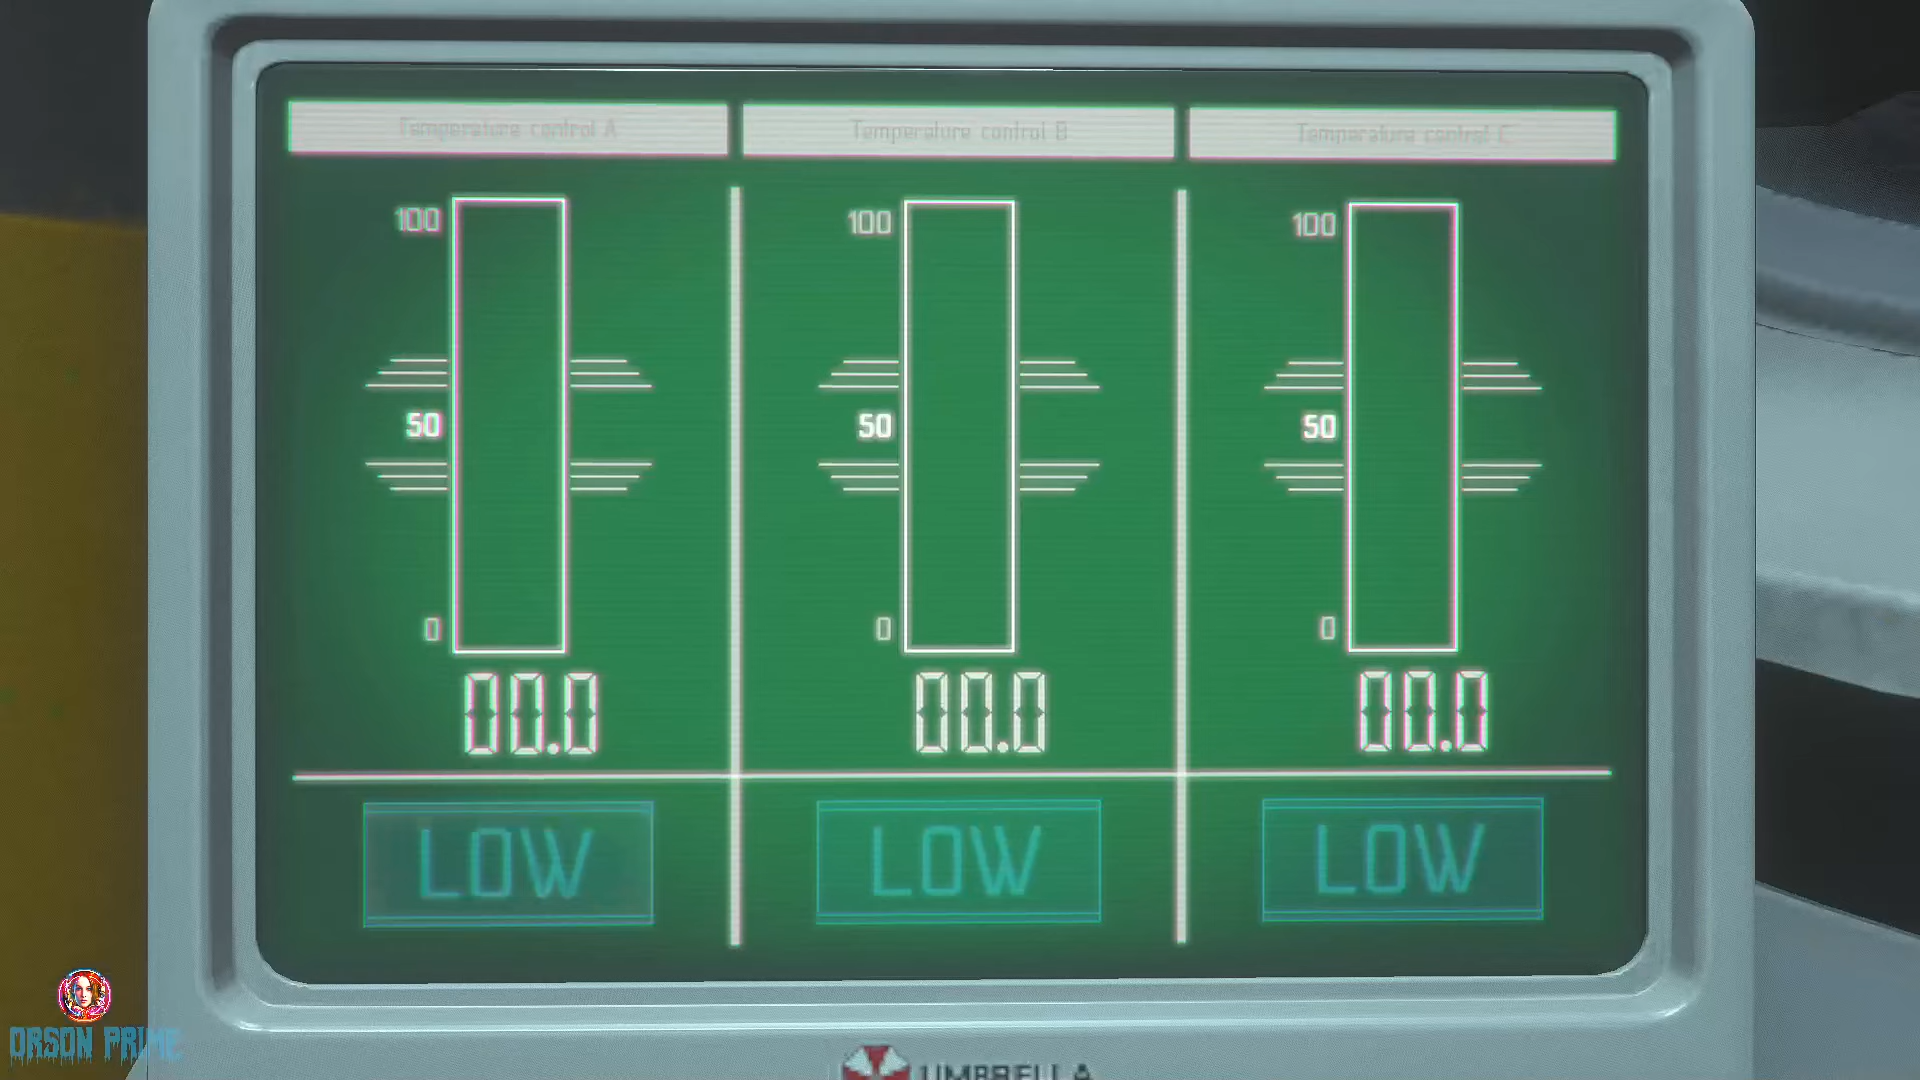 Temperature control A
Temperature control B
Temperature control C
100
100
100
50
50
50
0
0
0
00.0
00.0
00.0
LOW
LOW
LOW
ORSON PRIME
UMBRELLA